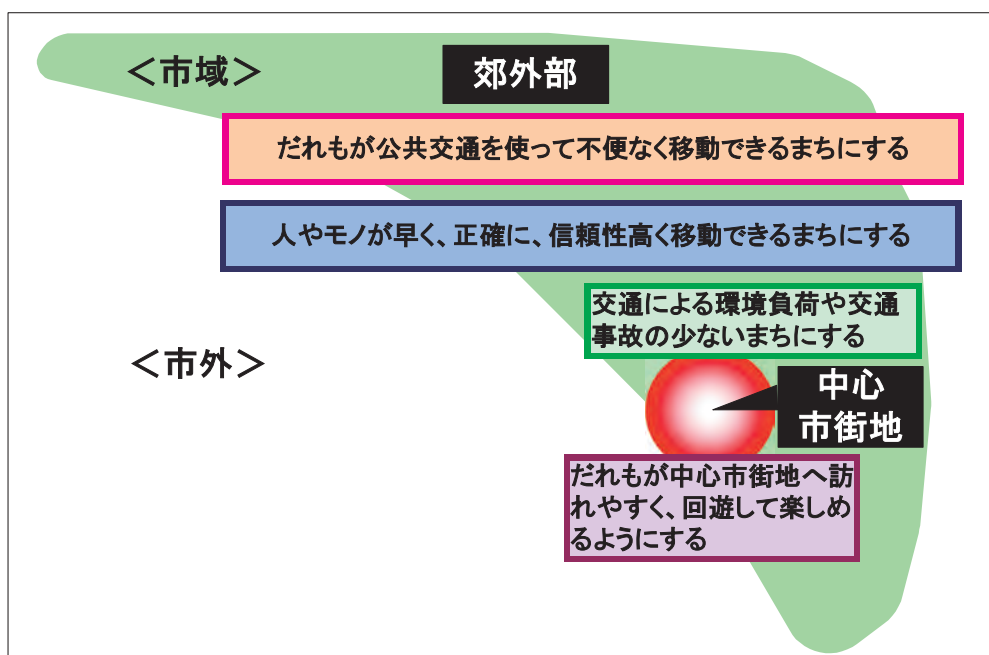 ＜市域＞
郊外部
だれもが公共交通を使って不便なく移動できるまちにする
人やモノが早く、正確に、信頼性高く移動できるまちにする
交通による環境負荷や交通
事故の少ないまちにする
＜市外＞
中心
市街地
だれもが中心市街地へ訪
れやすく、回遊して楽しめ
るようにする